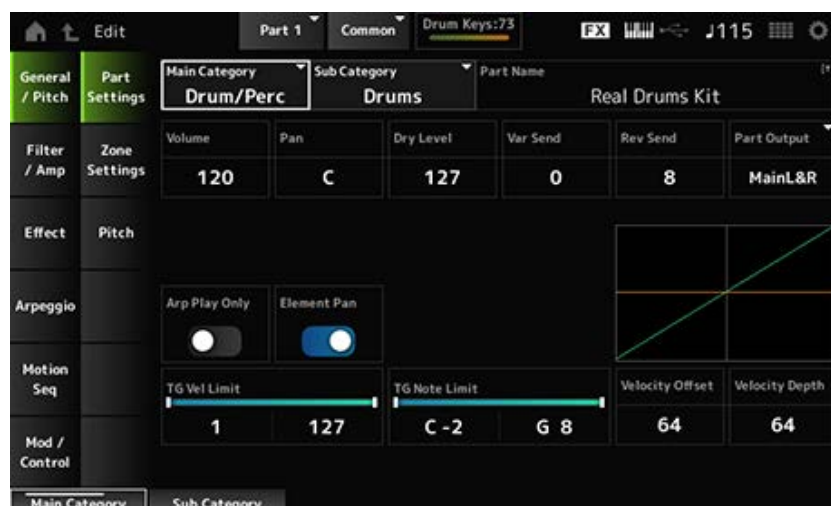 Edit
Part 1
Common
Drum Keys:73
FX
♩115
General / Pitch
Part Settings
Main Category
Drum/Perc
Sub Category
Drums
Part Name
Real Drums Kit
Filter / Amp
Zone Settings
Volume
120
Pan
C
Dry Level
127
Var Send
0
Rev Send
8
Part Output
MainL&R
Effect
Pitch
Arpeggio
Arp Play Only
Element Pan
Motion Seq
TG Vel Limit
1
127
TG Note Limit
C -2
G 8
Velocity Offset
64
Velocity Depth
64
Mod / Control
Main Category
Sub Category